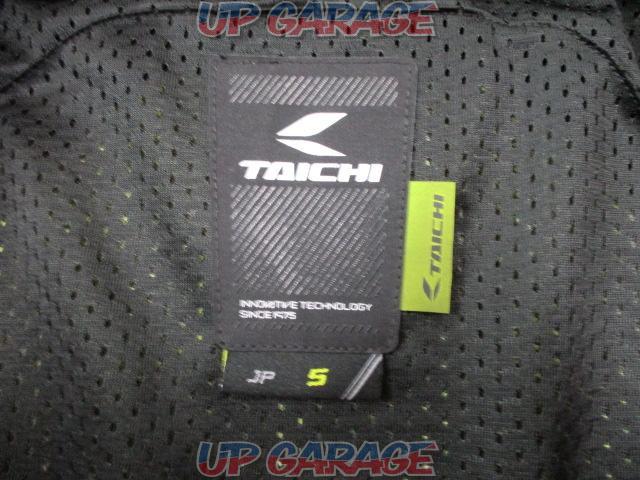 UP GARAGE
TAICHI
TAICHI
INNOVATIVE TECHNOLOGY
SINCE 1975
JP S
UP GARAGE